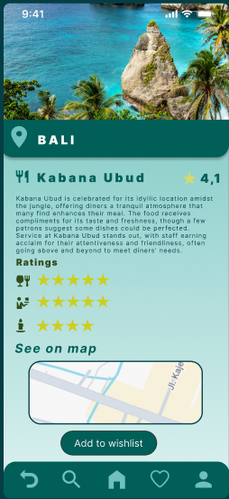 9:41
BALI
Kabana Ubud
4,1
Kabana Ubud is celebrated for its idyllic location amidst
the jungle, offering diners a tranquil atmosphere that
many find enhances their meal. The food receives
compliments for its taste and freshness, though a few
patrons suggest some dishes could be perfected.
Service at Kabana Ubud stands out, with staff earning
acclaim for their attentiveness and friendliness, often
going above and beyond to meet diners' needs.
Ratings
See on map
Jl. Kaje
Add to wishlist